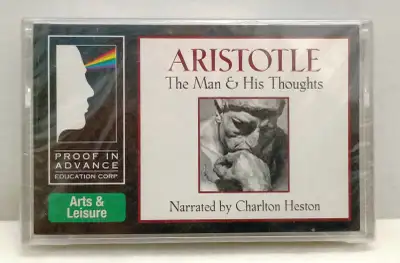 PROOF IN
ADVANCE
EDUCATION CORP
Arts &
Leisure
ARISTOTLE
The Man & His Thoughts
Narrated by Charlton Heston